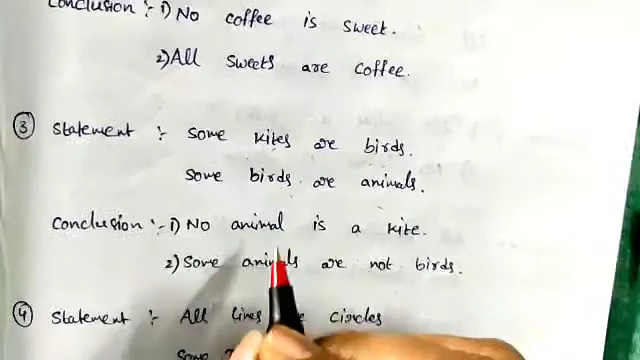 Conclusion :- 1) No coffee is sweet.
2) All sweets are coffee.
3 Statement :- Some kites are birds.
Some birds are animals.
Conclusion :- 1) No animal is a kite.
2) Some animals are not birds.
4 Statement :- All lines are circles
Some